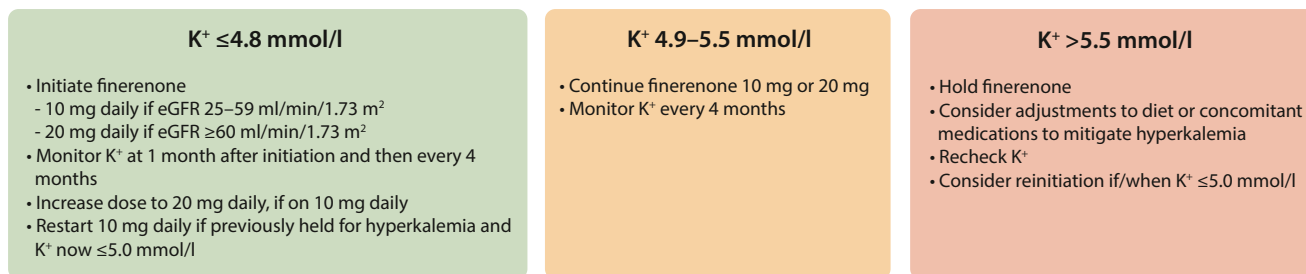 K⁺ ≤4.8 mmol/l
• Initiate finerenone
- 10 mg daily if eGFR 25–59 ml/min/1.73 m²
- 20 mg daily if eGFR ≥60 ml/min/1.73 m²
• Monitor K⁺ at 1 month after initiation and then every 4
months
• Increase dose to 20 mg daily, if on 10 mg daily
• Restart 10 mg daily if previously held for hyperkalemia and
K⁺ now ≤5.0 mmol/l
K⁺ 4.9–5.5 mmol/l
• Continue finerenone 10 mg or 20 mg
• Monitor K⁺ every 4 months
K⁺ >5.5 mmol/l
• Hold finerenone
• Consider adjustments to diet or concomitant
medications to mitigate hyperkalemia
• Recheck K⁺
• Consider reinitiation if/when K⁺ ≤5.0 mmol/l